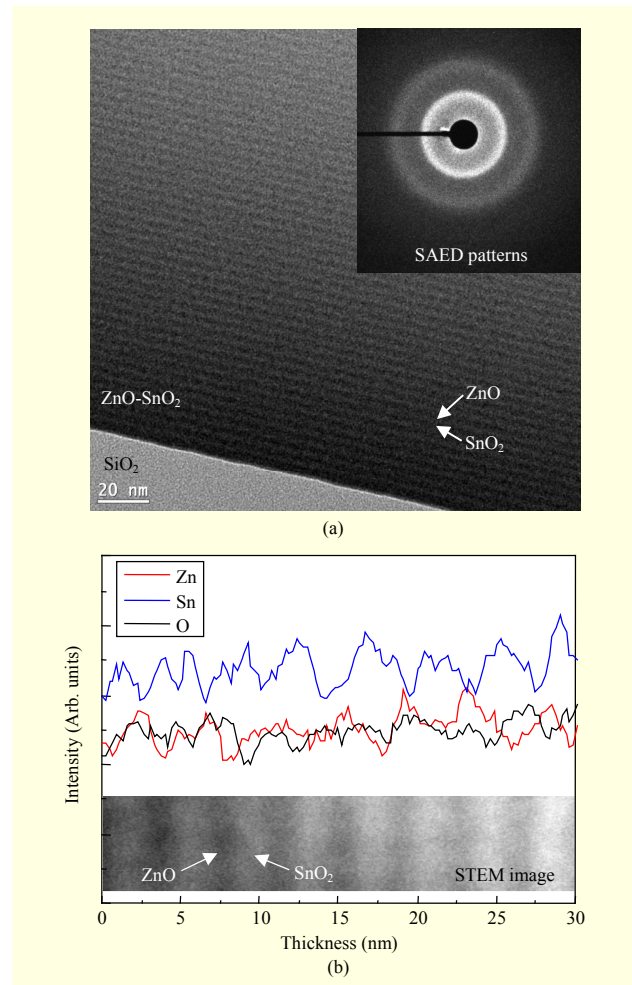 SAED patterns
ZnO
ZnO-SnO₂
SnO₂
SiO₂
20 nm
(a)
Zn
Sn
O
Intensity (Arb. units)
ZnO
SnO₂
STEM image
0 5 10 15 20 25 30
Thickness (nm)
(b)